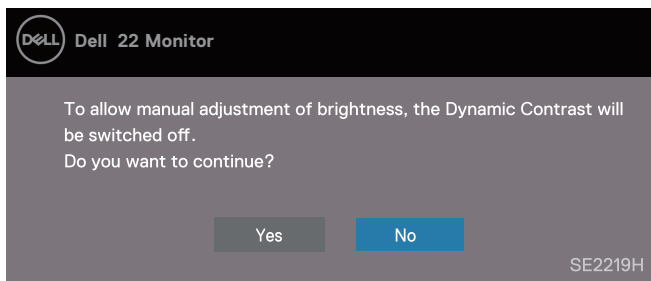 DELL Dell 22 Monitor
To allow manual adjustment of brightness, the Dynamic Contrast will
be switched off.
Do you want to continue?
Yes No
SE2219H